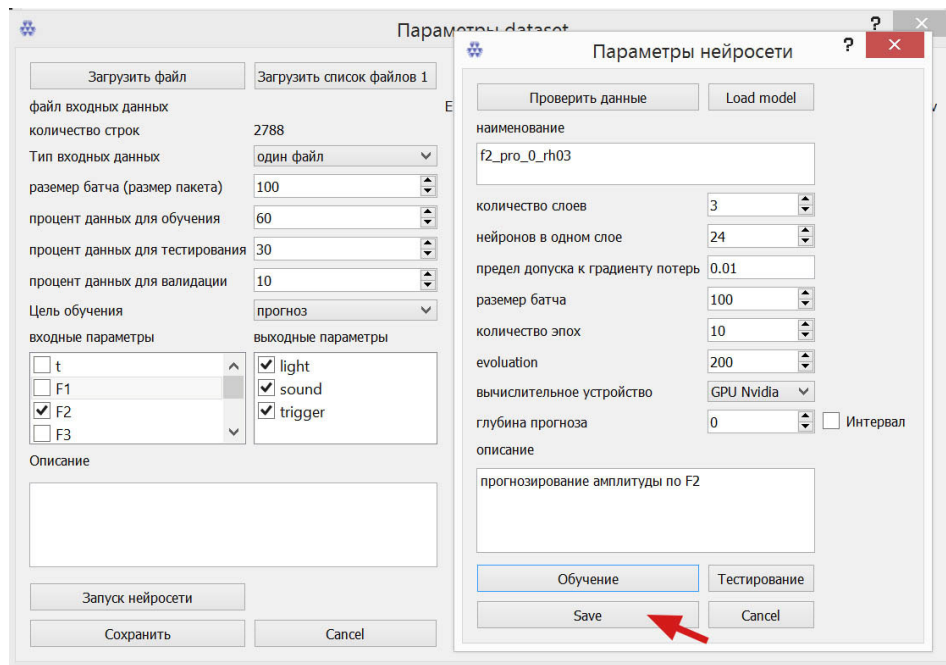 Параметры dataset
?
Загрузить файл
Загрузить список файлов 1
файл входных данных
количество строк 2788
Тип входных данных один файл
раземер батча (размер пакета) 100
процент данных для обучения 60
процент данных для тестирования 30
процент данных для валидации 10
Цель обучения прогноз
входные параметры выходные параметры
t
F1
F2
F3
light
sound
trigger
Описание
Запуск нейросети
Сохранить
Cancel
Параметры нейросети
?
Проверить данные
Load model
наименование
f2_pro_0_rh03
количество слоев 3
нейронов в одном слое 24
предел допуска к градиенту потерь 0.01
раземер батча 100
количество эпох 10
evoluation 200
вычислительное устройство GPU Nvidia
глубина прогноза 0 Интервал
описание
прогнозирование амплитуды по F2
Обучение
Тестирование
Save
Cancel